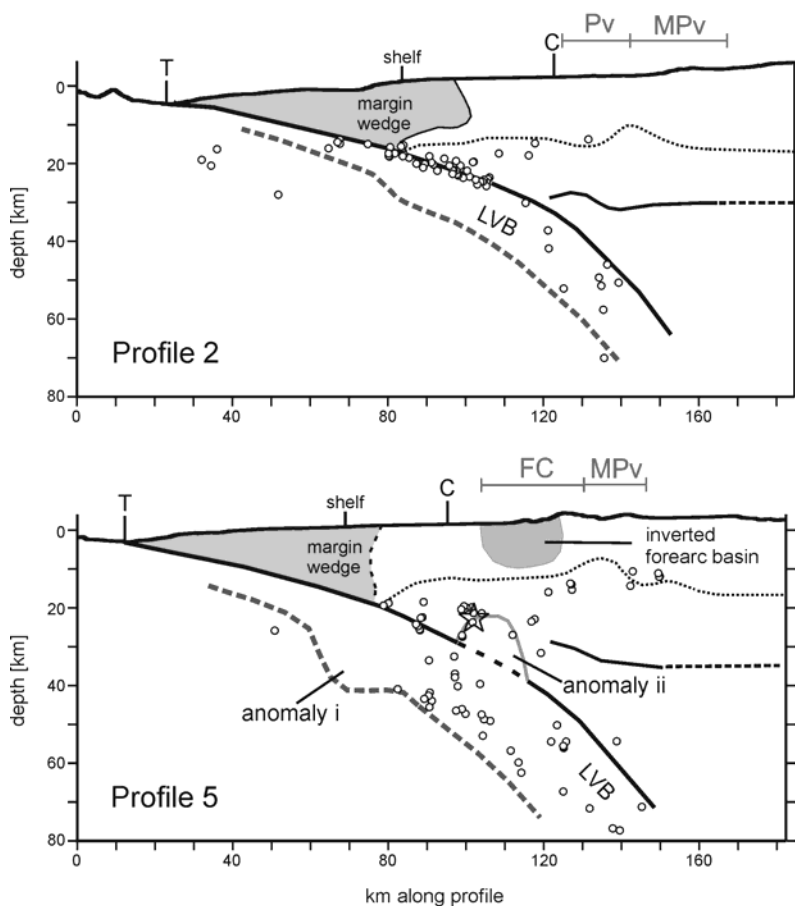 Pv MPv
T shelf C
0
margin
wedge
20
40
60
80
depth [km]
LVB
Profile 2
0 40 80 120 160
FC MPv
T shelf C
0
margin
wedge
inverted
forearc basin
20
40
60
80
depth [km]
anomaly i
anomaly ii
LVB
Profile 5
0 40 80 120 160
km along profile